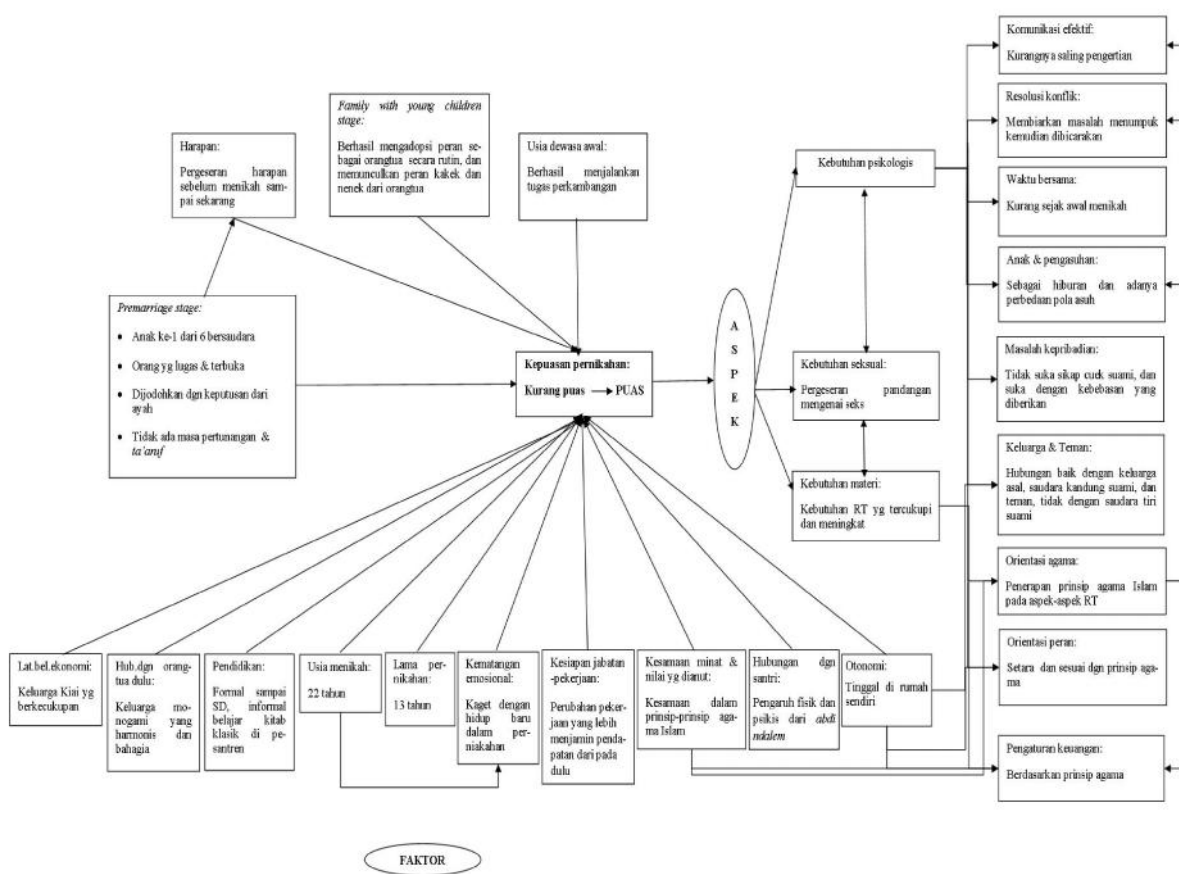 Komunikasi efektif:
Kurangnya saling pengertian
Resolusi konflik:
Membiarkan masalah menumpuk
kemudian dibicarakan
Waktu bersama:
Kurang sejak awal menikah
Anak & pengasuhan:
Sebagai hiburan dan adanya
perbedaan pola asuh
Masalah kepribadian:
Tidak suka sikap cuek suami, dan
suka dengan kebebasan yang
diberikan
Keluarga & Teman:
Hubungan baik dengan keluarga
asal, saudara kandung suami, dan
teman, tidak dengan saudara tiri
suami
Orientasi agama:
Penerapan prinsip agama Islam
pada aspek-aspek RT
Orientasi peran:
Setara dan sesuai dgn prinsip aga-
ma
Pengaturan keuangan:
Berdasarkan prinsip agama
Family with young children
stage:
Berhasil mengadopsi peran se-
bagai orangtua secara rutin, dan
memunculkan peran kakek dan
nenek dari orangtua
Harapan:
Pergeseran harapan
sebelum menikah sam-
pai sekarang
Usia dewasa awal:
Berhasil menjalankan
tugas perkambangan
Kebutuhan psikologis
Premarriage stage:
• Anak ke-1 dari 6 bersaudara
• Orang yg lugas & terbuka
• Dijodohkan dgn keputusan dari
ayah
• Tidak ada masa pertunangan &
ta'aruf
Kepuasan pernikahan:
Kurang puas → PUAS
A
S
P
E
K
Kebutuhan seksual:
Pergeseran pandangan
mengenai seks
Kebutuhan materi:
Kebutuhan RT yg tercukupi
dan meningkat
Lat.bel.ekonomi:
Keluarga Kiai yg
berkecukupan
Hub.dgn orang-
tua dulu:
Keluarga mo-
nogami yang
harmonis dan
bahagia
Pendidikan:
Formal sampai
SD, informal
belajar kitab
klasik di pe-
santren
Usia menikah:
22 tahun
Lama per-
nikahan:
13 tahun
Kematangan
emosional:
Kaget dengan
hidup baru
dalam per-
niakahan
Kesiapan jabatan
-pekerjaan:
Perubahan peker-
jaan yang lebih
menjamin penda-
patan dari pada
dulu
Kesamaan minat &
nilai yg dianut:
Kesamaan dalam
prinsip-prinsip aga-
ma Islam
Hubungan dgn
santri:
Pengaruh fisik dan
psikis dari abdi
ndalem
Otonomi:
Tinggal di rumah
sendiri
FAKTOR